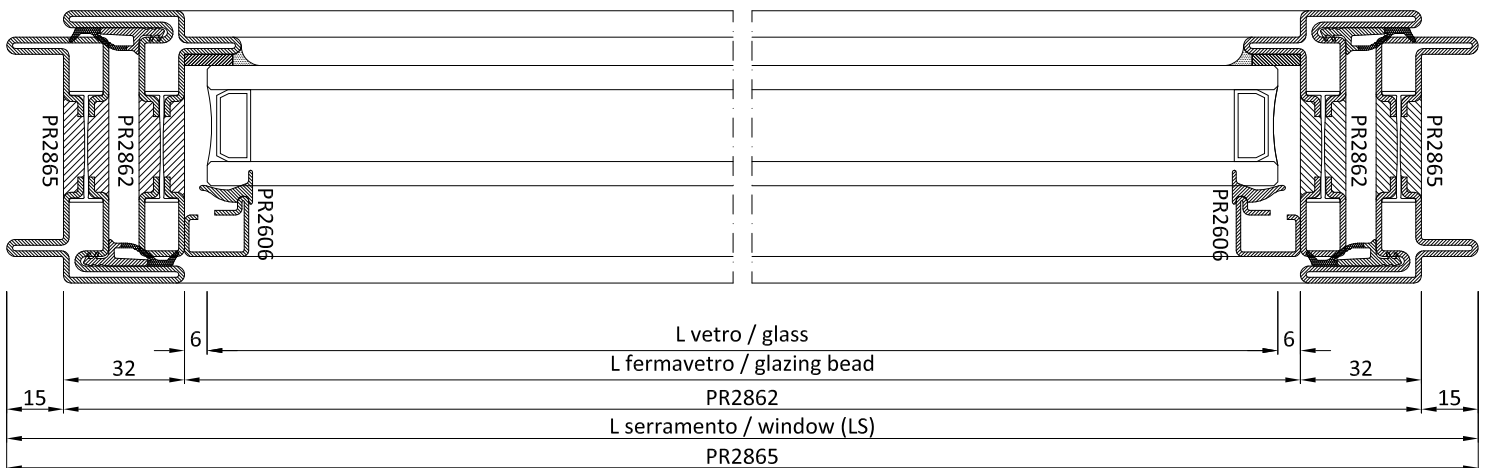 PR2865
PR2862
PR2606
PR2606
PR2862
PR2865
6
L vetro / glass
6
32
L fermavetro / glazing bead
32
15
PR2862
15
L serramento / window (LS)
PR2865